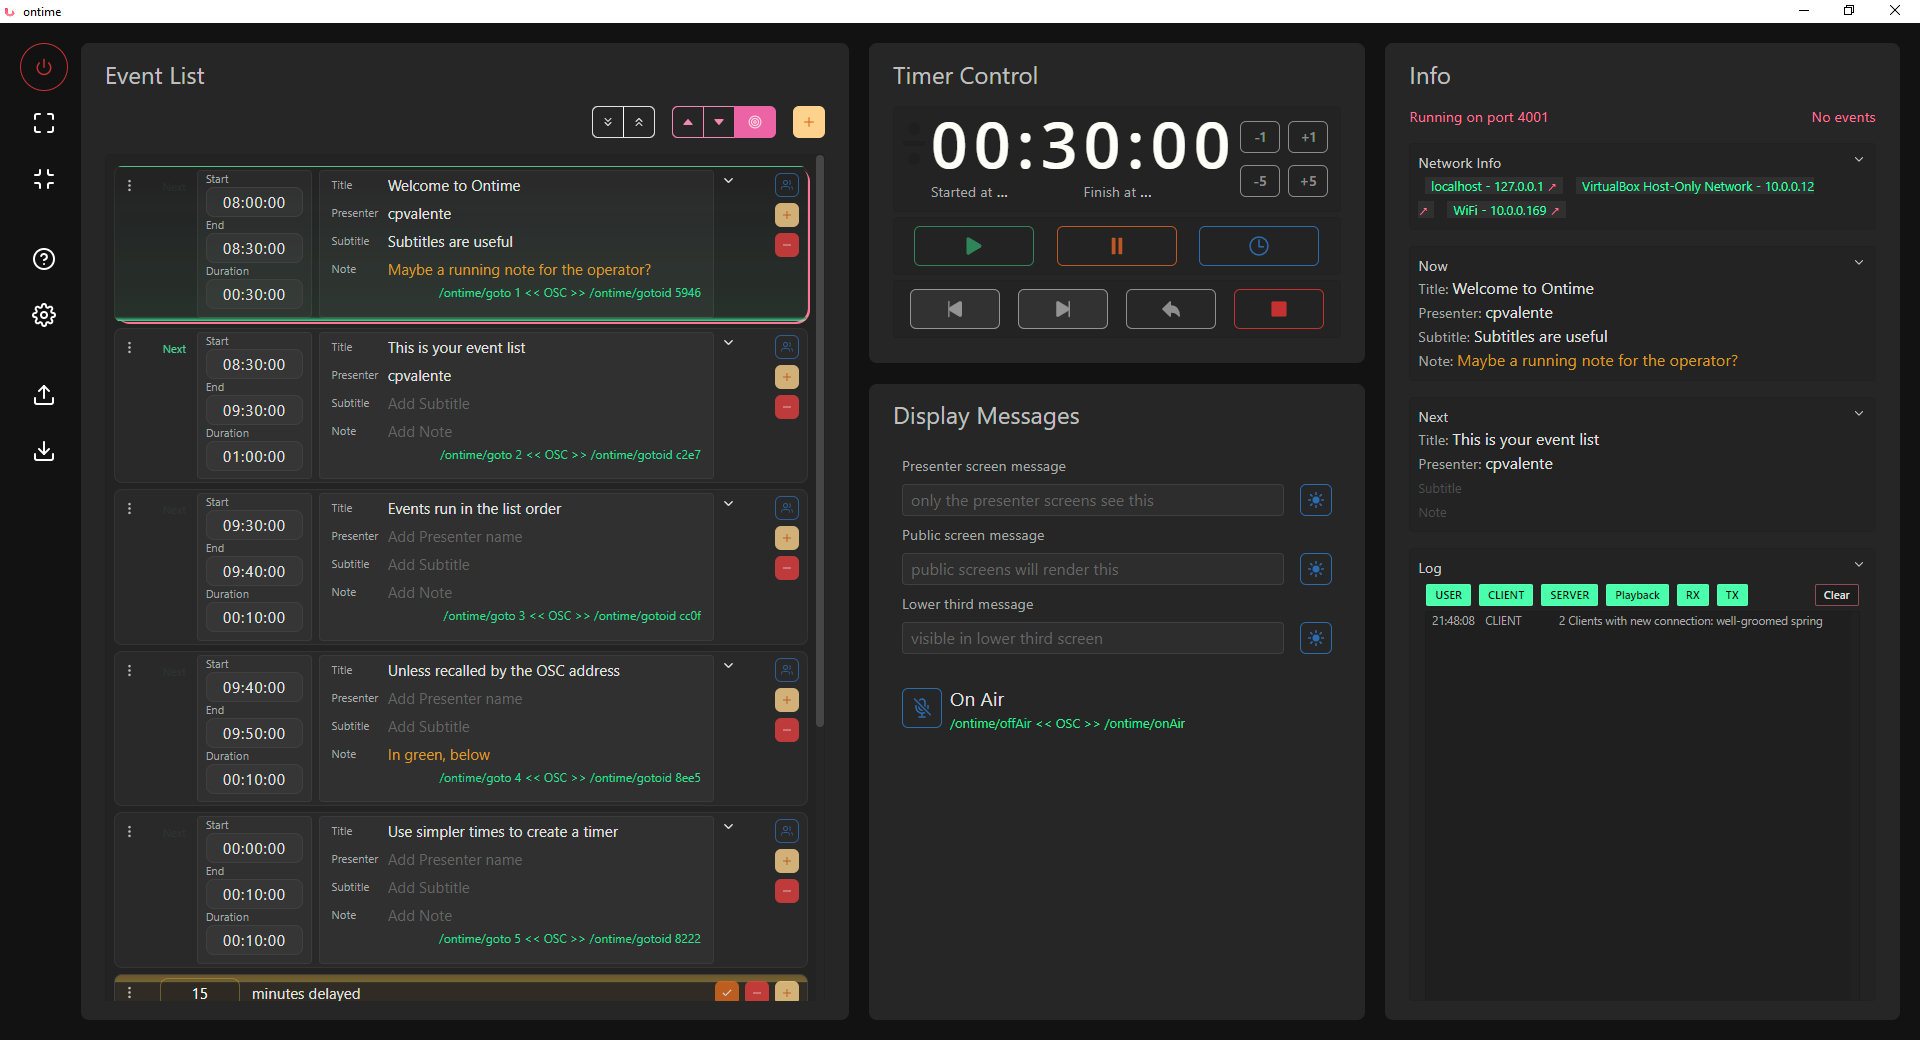 ontime
Event List
Start
08:00:00
End
08:30:00
Duration
00:30:00
Title Welcome to Ontime
Presenter cpvalente
Subtitle Subtitles are useful
Note Maybe a running note for the operator?
/ontime/goto 1 << OSC >> /ontime/gotoid 5946
Next
Start
08:30:00
End
09:30:00
Duration
01:00:00
Title This is your event list
Presenter cpvalente
Subtitle Add Subtitle
Note Add Note
/ontime/goto 2 << OSC >> /ontime/gotoid c2e7
Next
Start
09:30:00
End
09:40:00
Duration
00:10:00
Title Events run in the list order
Presenter Add Presenter name
Subtitle Add Subtitle
Note Add Note
/ontime/goto 3 << OSC >> /ontime/gotoid cc0f
Next
Start
09:40:00
End
09:50:00
Duration
00:10:00
Title Unless recalled by the OSC address
Presenter Add Presenter name
Subtitle Add Subtitle
Note In green, below
/ontime/goto 4 << OSC >> /ontime/gotoid 8ee5
Next
Start
00:00:00
End
00:10:00
Duration
00:10:00
Title Use simpler times to create a timer
Presenter Add Presenter name
Subtitle Add Subtitle
Note Add Note
/ontime/goto 5 << OSC >> /ontime/gotoid 8222
Next
15 minutes delayed
Timer Control
00:30:00
-1 +1
-5 +5
Started at ... Finish at ...
Display Messages
Presenter screen message
only the presenter screens see this
Public screen message
public screens will render this
Lower third message
visible in lower third screen
On Air
/ontime/offAir << OSC >> /ontime/onAir
Info
Running on port 4001 No events
Network Info
localhost - 127.0.0.1 VirtualBox Host-Only Network - 10.0.0.12
WiFi - 10.0.0.169
Now
Title: Welcome to Ontime
Presenter: cpvalente
Subtitle: Subtitles are useful
Note: Maybe a running note for the operator?
Next
Title: This is your event list
Presenter: cpvalente
Subtitle
Note
Log
USER CLIENT SERVER Playback RX TX Clear
21:48:08 CLIENT 2 Clients with new connection: well-groomed spring